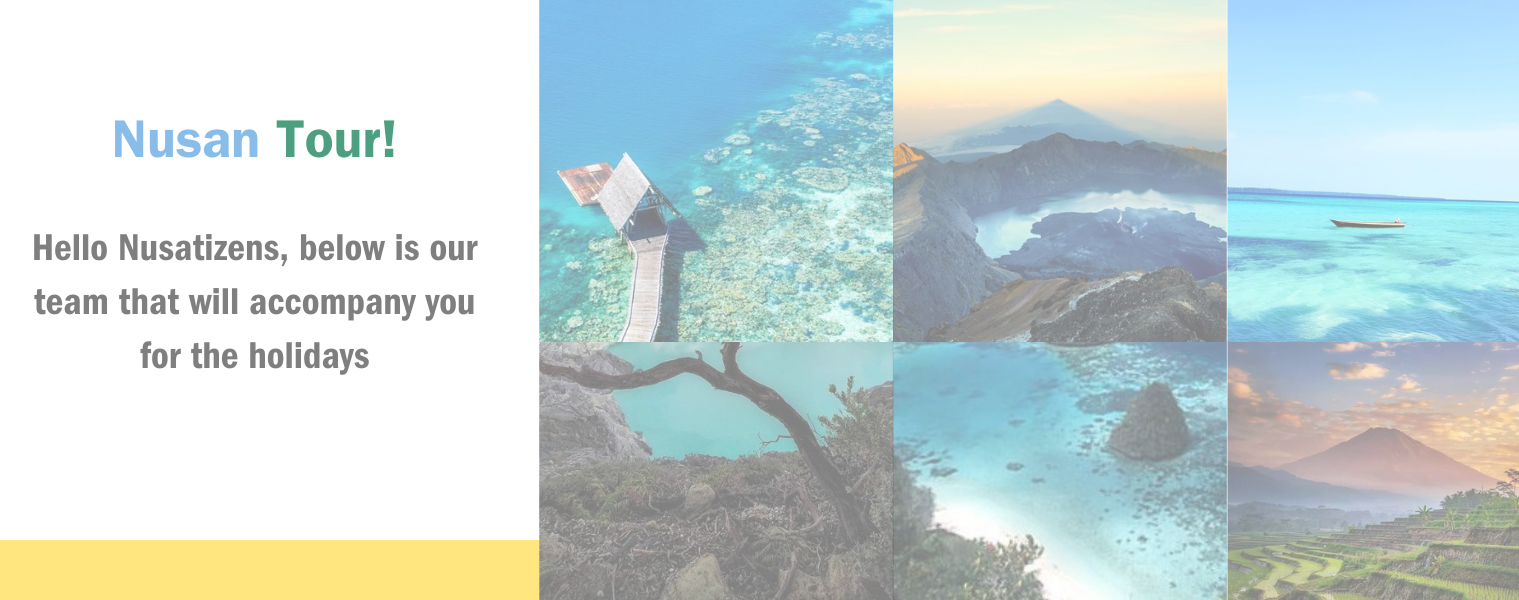 Nusan Tour!
Hello Nusatizens, below is our
team that will accompany you
for the holidays